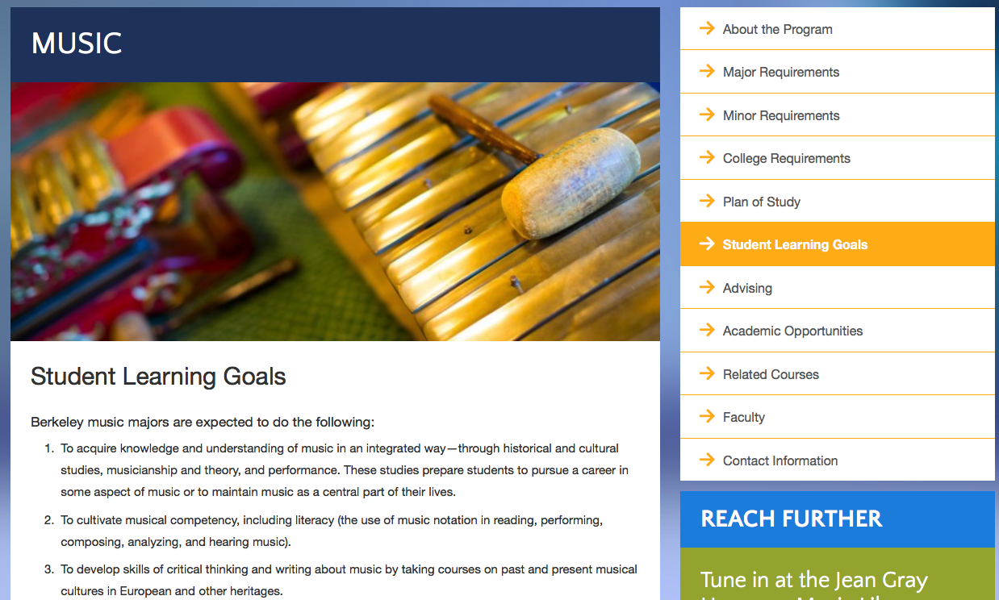 MUSIC
Student Learning Goals
Berkeley music majors are expected to do the following:
1. To acquire knowledge and understanding of music in an integrated way—through historical and cultural
studies, musicianship and theory, and performance. These studies prepare students to pursue a career in
some aspect of music or to maintain music as a central part of their lives.
2. To cultivate musical competency, including literacy (the use of music notation in reading, performing,
composing, analyzing, and hearing music).
3. To develop skills of critical thinking and writing about music by taking courses on past and present musical
cultures in European and other heritages.
About the Program
Major Requirements
Minor Requirements
College Requirements
Plan of Study
Student Learning Goals
Advising
Academic Opportunities
Related Courses
Faculty
Contact Information
REACH FURTHER
Tune in at the Jean Gray